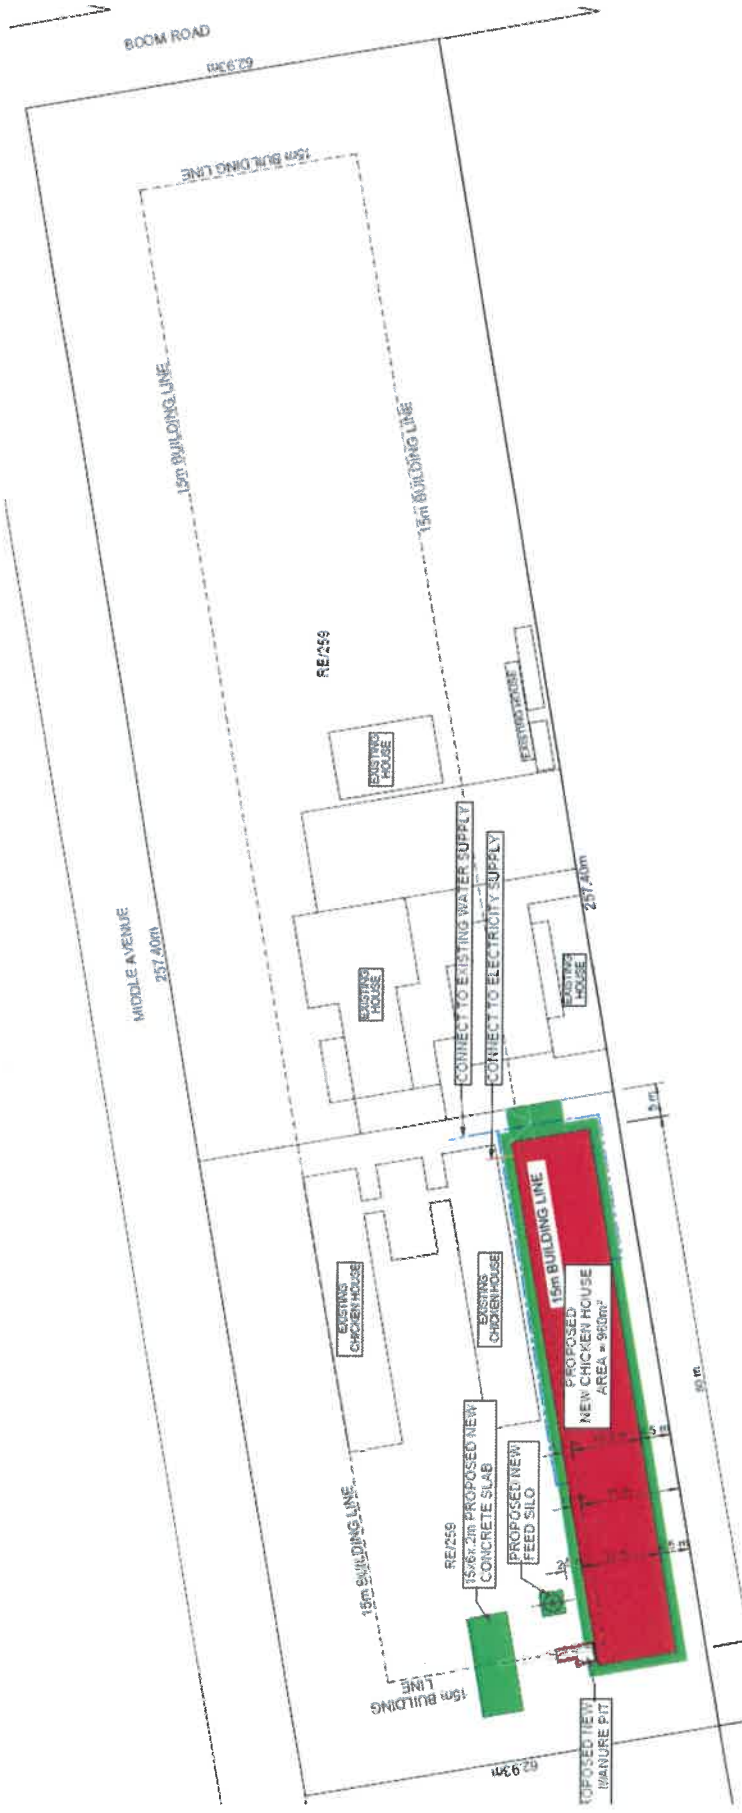 BOOM ROAD
62.93m
15m BUILDING LINE
15m BUILDING LINE
15m BUILDING LINE
RE/259
EXISTING HOUSE
EXISTING
HOUSE
MIDDLE AVENUE
257.40m
CONNECT TO EXISTING WATER SUPPLY
CONNECT TO ELECTRICITY SUPPLY
257.40m
EXISTING
HOUSE
EXISTING
HOUSE
5 m
15m BUILDING LINE
EXISTING
CHICKEN HOUSE
EXISTING
CHICKEN HOUSE
PROPOSED
NEW CHICKEN HOUSE
AREA = 960m²
5 m
15m BUILDING LINE
RE/259
15x6x.2m PROPOSED NEW
CONCRETE SLAB
PROPOSED NEW
FEED SILO
5 m
15m BUILDING
LINE
OPOSED NEW
MANURE PIT
62.93m